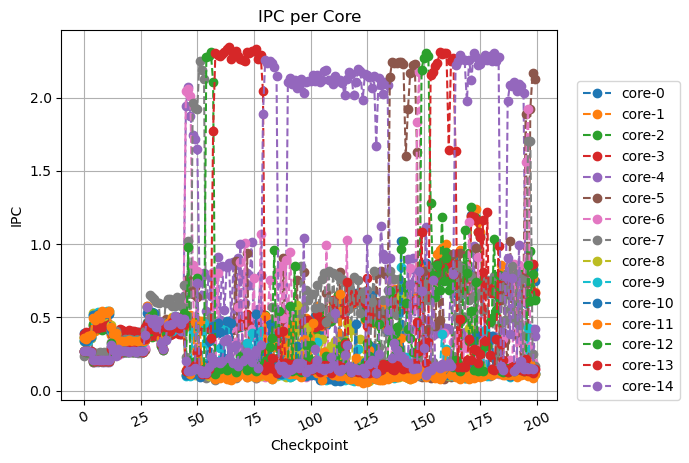 IPC per Core
IPC
2.0
1.5
1.0
0.5
0.0
0
25
50
75
100
125
150
175
200
Checkpoint
core-0
core-1
core-2
core-3
core-4
core-5
core-6
core-7
core-8
core-9
core-10
core-11
core-12
core-13
core-14